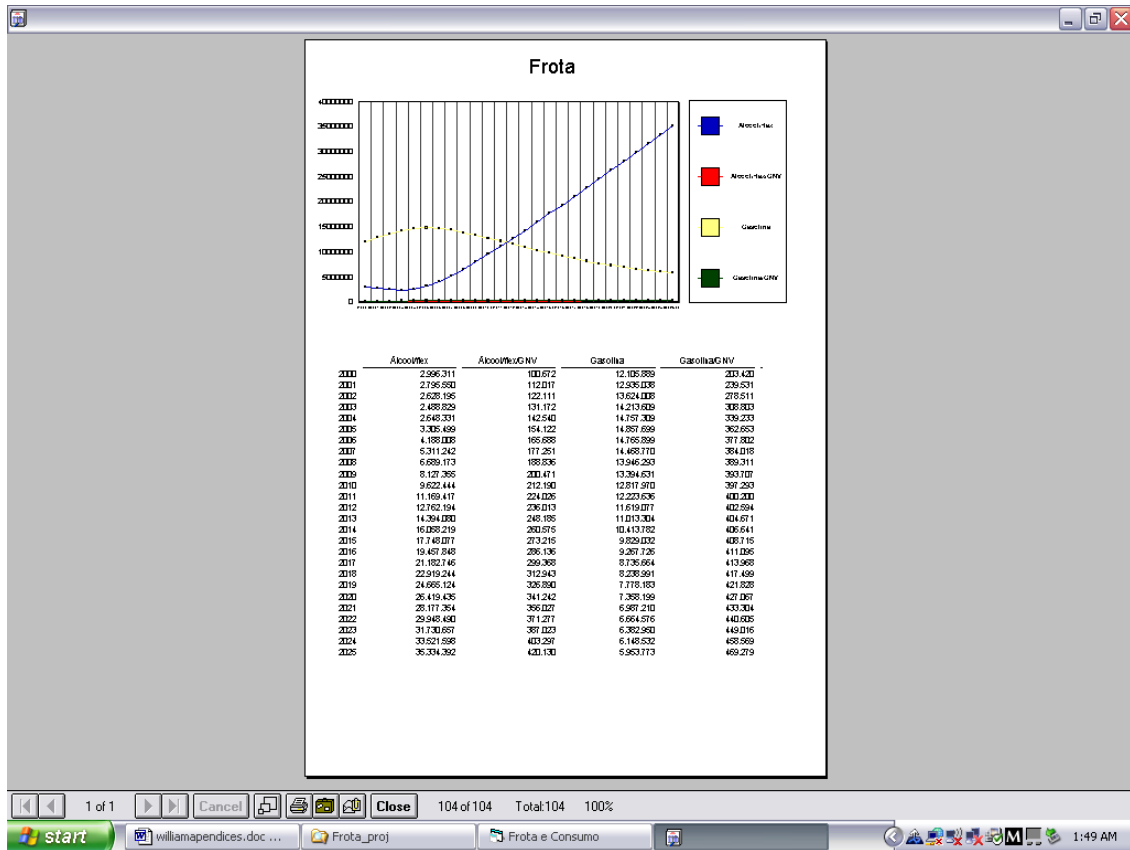 Frota
40000000
35000000
30000000
25000000
20000000
15000000
10000000
5000000
0
Álcool/flex
Álcool/flex/GNV
Gasolina
Gasolina/GNV
Álcool/flex Álcool/flex/GNV Gasolina Gasolina/GNV
2000 2.996.311 100.672 12.105.889 203.420
2001 2.795.550 112.017 12.935.038 239.531
2002 2.628.195 122.111 13.624.008 278.511
2003 2.488.829 131.172 14.213.609 308.803
2004 2.648.331 142.540 14.757.309 339.233
2005 3.305.499 154.122 14.857.699 362.653
2006 4.188.008 165.688 14.765.899 377.802
2007 5.311.242 177.251 14.468.770 384.018
2008 6.689.173 188.836 13.946.293 389.311
2009 8.127.355 200.471 13.394.631 393.707
2010 9.622.444 212.190 12.817.970 397.293
2011 11.169.417 224.026 12.223.636 400.200
2012 12.762.194 236.013 11.619.077 402.594
2013 14.394.080 248.185 11.013.304 404.671
2014 16.058.219 260.575 10.413.782 406.641
2015 17.748.077 273.215 9.829.032 408.715
2016 19.457.848 286.136 9.267.726 411.095
2017 21.182.746 299.368 8.736.664 413.968
2018 22.919.244 312.943 8.238.991 417.499
2019 24.665.124 326.890 7.778.183 421.828
2020 26.419.435 341.242 7.358.199 427.067
2021 28.177.354 356.027 6.987.210 433.304
2022 29.948.490 371.277 6.664.576 440.605
2023 31.730.657 387.023 6.382.950 449.016
2024 33.521.598 403.297 6.148.532 458.569
2025 35.334.392 420.130 5.953.773 469.279
1 of 1 Cancel Close 104 of 104 Total:104 100%
start williamapendices.doc ... Frota_proj Frota e Consumo M 1:49 AM